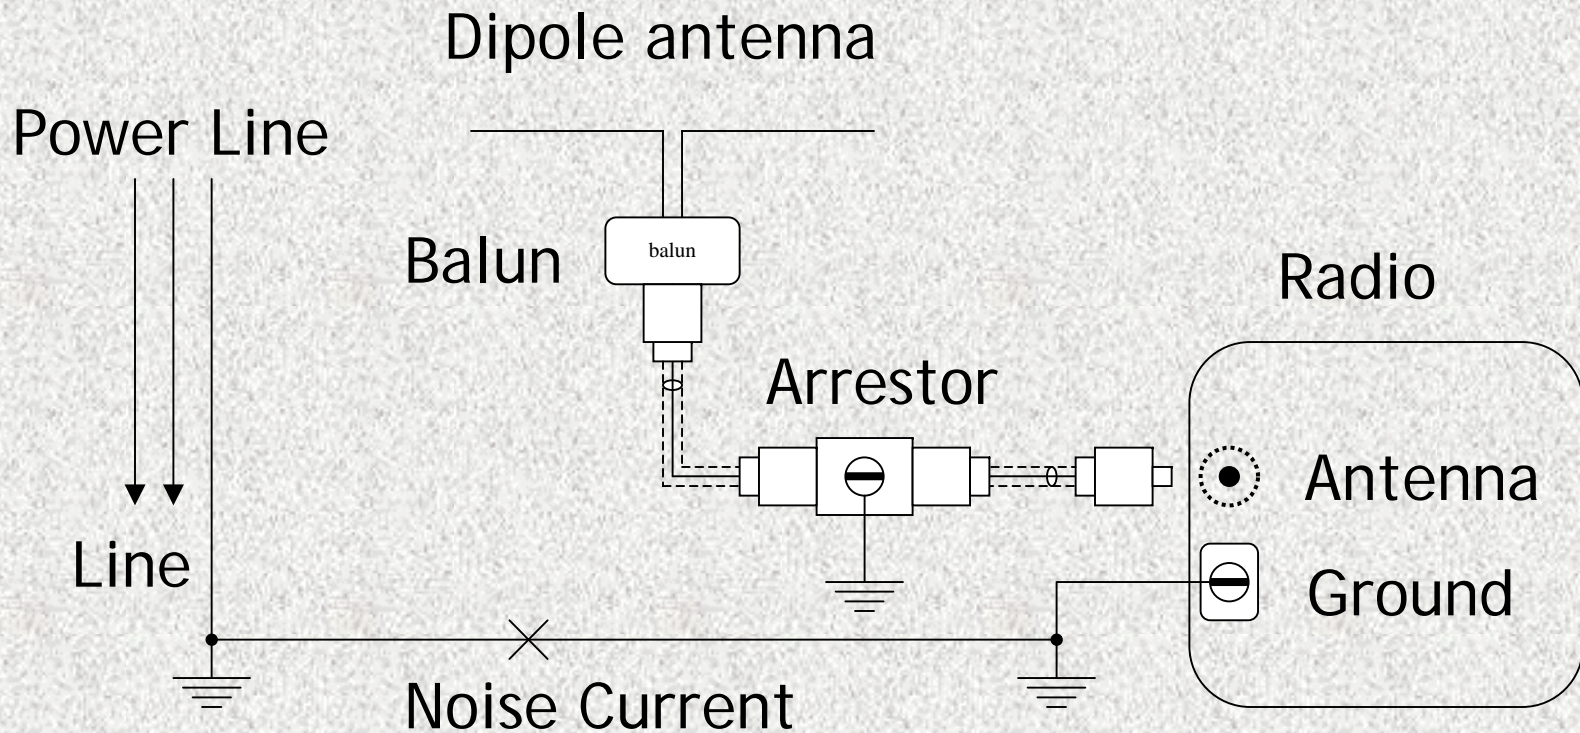 Dipole antenna
Power Line
balun
Balun
Radio
Arrestor
Antenna
Line
Ground
Noise Current